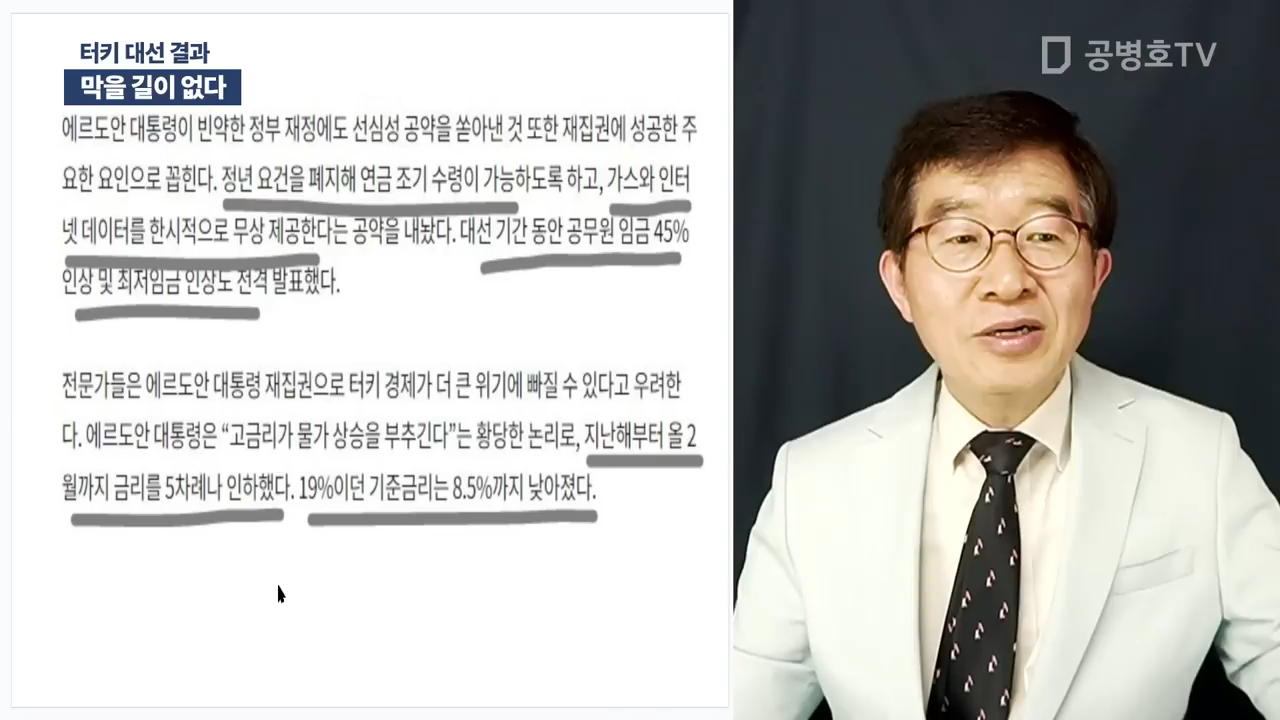 터키 대선 결과
막을 길이 없다
공병호TV
에르도안 대통령이 빈약한 정부 재정에도 선심성 공약을 쏟아낸 것 또한 재집권에 성공한 주
요한 요인으로 꼽힌다. 정년 요건을 폐지해 연금 조기 수령이 가능하도록 하고, 가스와 인터
넷 데이터를 한시적으로 무상 제공한다는 공약을 내놨다. 대선 기간 동안 공무원 임금 45%
인상 및 최저임금 인상도 전격 발표했다.
전문가들은 에르도안 대통령 재집권으로 터키 경제가 더 큰 위기에 빠질 수 있다고 우려한
다. 에르도안 대통령은 “고금리가 물가 상승을 부추긴다”는 황당한 논리로, 지난해부터 올 2
월까지 금리를 5차례나 인하했다. 19%이던 기준금리는 8.5%까지 낮아졌다.